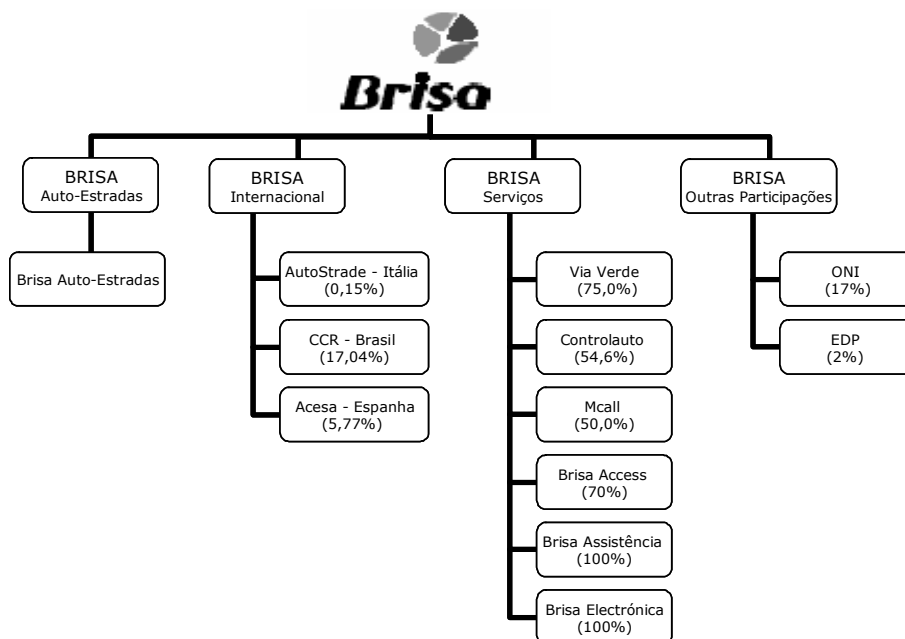 Brisa
BRISA
Auto-Estradas
BRISA
Internacional
BRISA
Serviços
BRISA
Outras Participações
Brisa Auto-Estradas
AutoStrade - Itália
(0,15%)
CCR - Brasil
(17,04%)
Acesa - Espanha
(5,77%)
Via Verde
(75,0%)
Controlauto
(54,6%)
Mcall
(50,0%)
Brisa Access
(70%)
Brisa Assistência
(100%)
Brisa Electrónica
(100%)
ONI
(17%)
EDP
(2%)